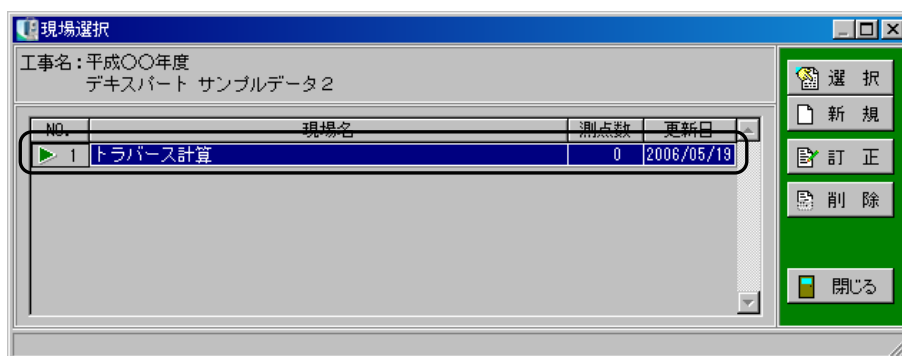 現場選択
工事名:平成〇〇年度
デキスパート サンプルデータ2
NO. 現場名 測点数 更新日
1 トラバース計算 0 2006/05/19
選 択
新 規
訂 正
削 除
閉じる